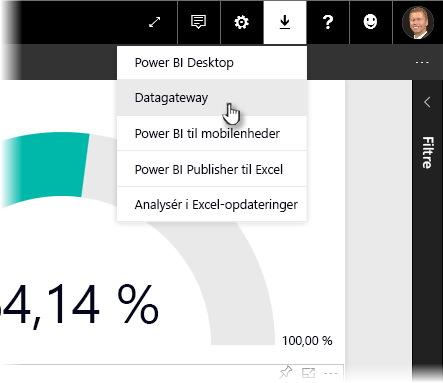 Power BI Desktop
Datagateway
Power BI til mobilenheder
Power BI Publisher til Excel
Analysér i Excel-opdateringer
Filtre
4,14 %
100,00 %